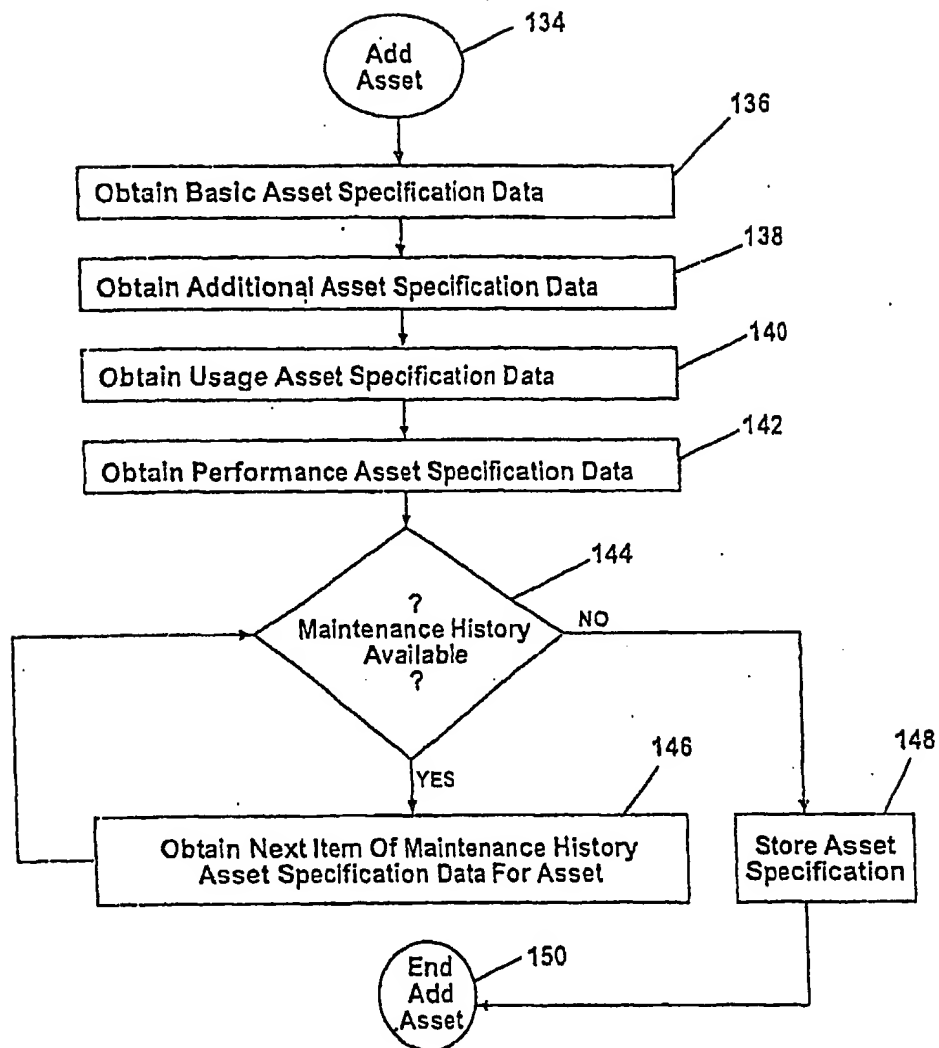 134
Add
Asset
136
Obtain Basic Asset Specification Data
138
Obtain Additional Asset Specification Data
140
Obtain Usage Asset Specification Data
142
Obtain Performance Asset Specification Data
144
?
Maintenance History
Available
?
NO
YES
146
Obtain Next Item Of Maintenance History
Asset Specification Data For Asset
148
Store Asset
Specification
150
End
Add
Asset